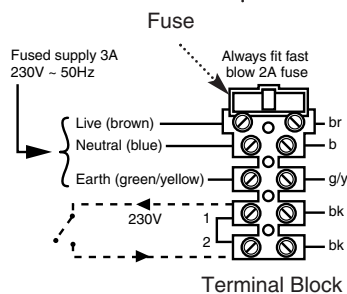 Fuse
Fused supply 3A
230V ~ 50Hz
Always fit fast
blow 2A fuse
Live (brown)
br
Neutral (blue)
b
Earth (green/yellow)
g/y
230V
1
bk
2
bk
Terminal Block